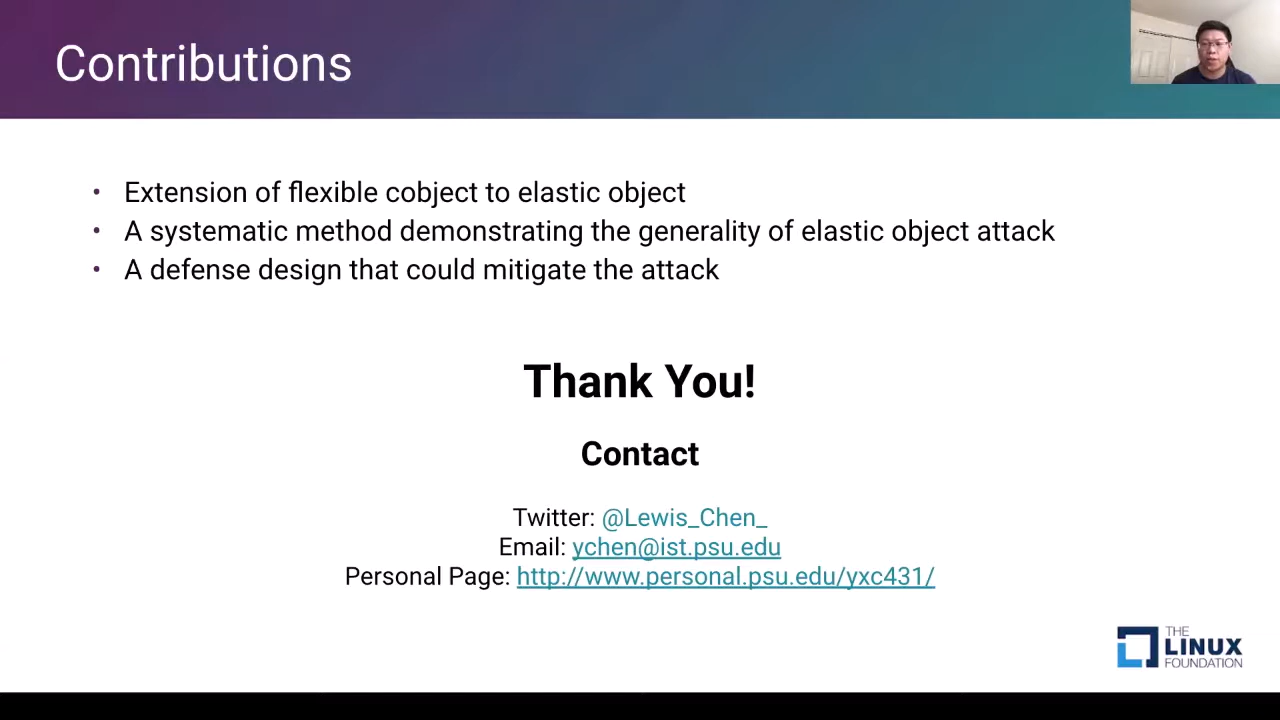 Contributions
• Extension of flexible cobject to elastic object
• A systematic method demonstrating the generality of elastic object attack
• A defense design that could mitigate the attack
Thank You!
Contact
Twitter: @Lewis_Chen_
Email: ychen@ist.psu.edu
Personal Page: http://www.personal.psu.edu/yxc431/
THE
LINUX
FOUNDATION